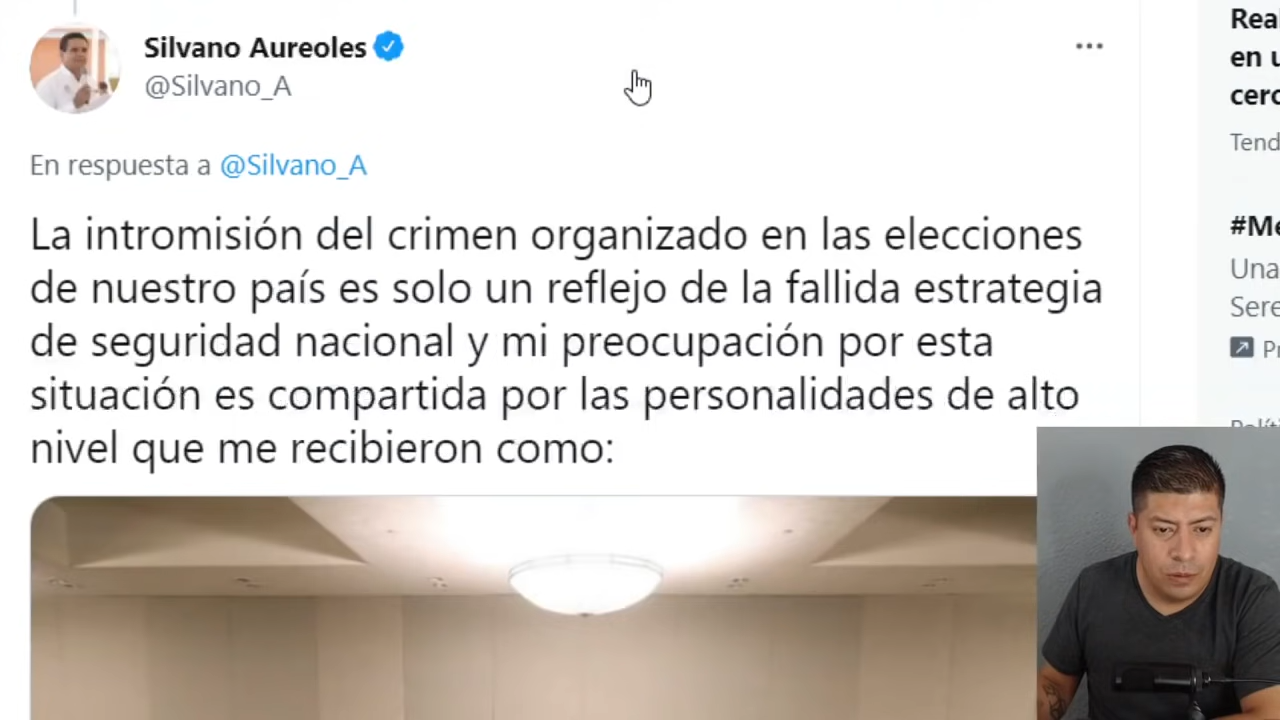 Silvano Aureoles
@Silvano_A
En respuesta a @Silvano_A
La intromisión del crimen organizado en las elecciones
de nuestro país es solo un reflejo de la fallida estrategia
de seguridad nacional y mi preocupación por esta
situación es compartida por las personalidades de alto
nivel que me recibieron como:
Real
en u
cerc
Tend
#Me
Una
Sere